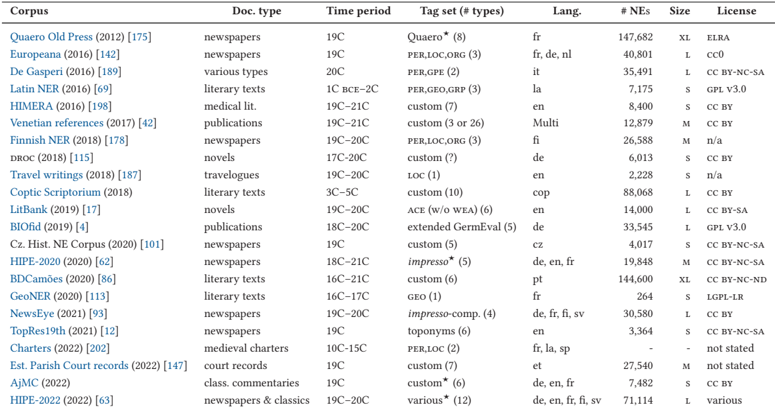 Corpus Doc. type Time period Tag set (# types) Lang. # NEs Size License
Quaero Old Press (2012) [175] newspapers 19C Quaero★ (8) fr 147,682 XL ELRA
Europeana (2016) [142] newspapers 19C PER,LOC,ORG (3) fr, de, nl 40,801 L CC0
De Gasperi (2016) [189] various types 20C PER,GPE (2) it 35,491 L CC BY-NC-SA
Latin NER (2016) [69] literary texts 1C BCE–2C PER,GEO,GRP (3) la 7,175 S GPL v3.0
HIMERA (2016) [198] medical lit. 19C–21C custom (7) en 8,400 S CC BY
Venetian references (2017) [42] publications 19C–21C custom (3 or 26) Multi 12,879 M CC BY
Finnish NER (2018) [178] newspapers 19C–20C PER,LOC,ORG (3) fi 26,588 M n/a
DROC (2018) [115] novels 17C-20C custom (?) de 6,013 S CC BY
Travel writings (2018) [187] travelogues 19C–20C LOC (1) en 2,228 S n/a
Coptic Scriptorium (2018) literary texts 3C–5C custom (10) cop 88,068 L CC BY
LitBank (2019) [17] novels 19C–20C ACE (w/o WEA) (6) en 14,000 L CC BY-SA
BIOfid (2019) [4] publications 18C–20C extended GermEval (5) de 33,545 L GPL v3.0
Cz. Hist. NE Corpus (2020) [101] newspapers 19C custom (5) cz 4,017 S CC BY-NC-SA
HIPE-2020 (2020) [62] newspapers 18C–21C impresso★ (5) de, en, fr 19,848 M CC BY-NC-SA
BDCamões (2020) [86] literary texts 16C–21C custom (6) pt 144,600 XL CC BY-NC-ND
GeoNER (2020) [113] literary texts 16C–17C GEO (1) fr 264 S LGPL-LR
NewsEye (2021) [93] newspapers 19C–20C impresso-comp. (4) de, fr, fi, sv 30,580 L CC BY
TopRes19th (2021) [12] newspapers 19C toponyms (6) en 3,364 S CC BY-NC-SA
Charters (2022) [202] medieval charters 10C-15C PER,LOC (2) fr, la, sp - - not stated
Est. Parish Court records (2022) [147] court records 19C custom (7) et 27,540 M not stated
AjMC (2022) class. commentaries 19C custom★ (6) de, en, fr 7,482 S CC BY
HIPE-2022 (2022) [63] newspapers & classics 19C–20C various★ (12) de, en, fr, fi, sv 71,114 L various